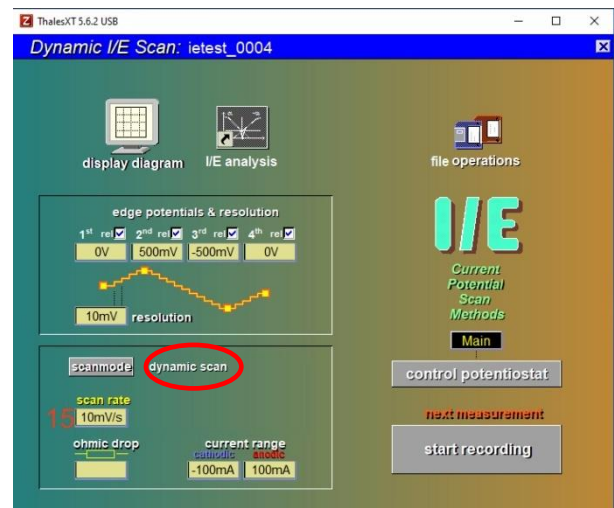 ThalesXT 5.6.2 USB
Dynamic I/E Scan: ietest_0004
display diagram
I/E analysis
file operations
edge potentials & resolution
1st rel 2nd rel 3rd rel 4th rel
0V 500mV -500mV 0V
10mV resolution
I/E
Current
Potential
Scan
Methods
Main
control potentiostat
scanmode dynamic scan
scan rate
15 10mV/s
ohmic drop
current range
cathodic anodic
-100mA 100mA
next measurement
start recording